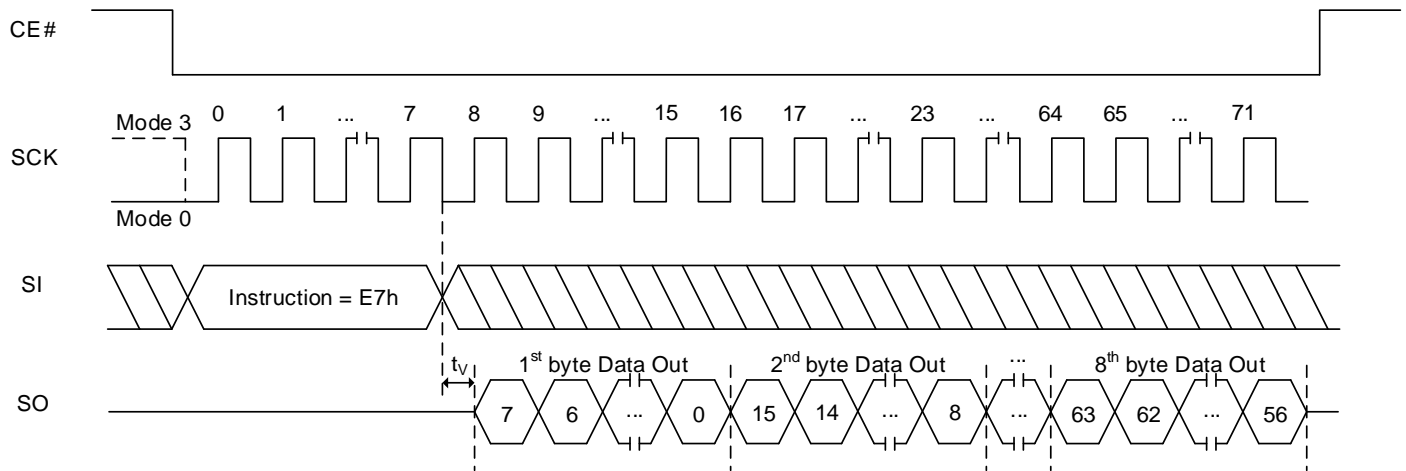 CE#
0 1 ... 7 8 9 ... 15 16 17 ... 23 ... 64 65 ... 71
Mode 3
SCK
Mode 0
SI
Instruction = E7h
tV 1st byte Data Out 2nd byte Data Out ... 8th byte Data Out
SO
7 6 ... 0 15 14 ... 8 ... 63 62 ... 56